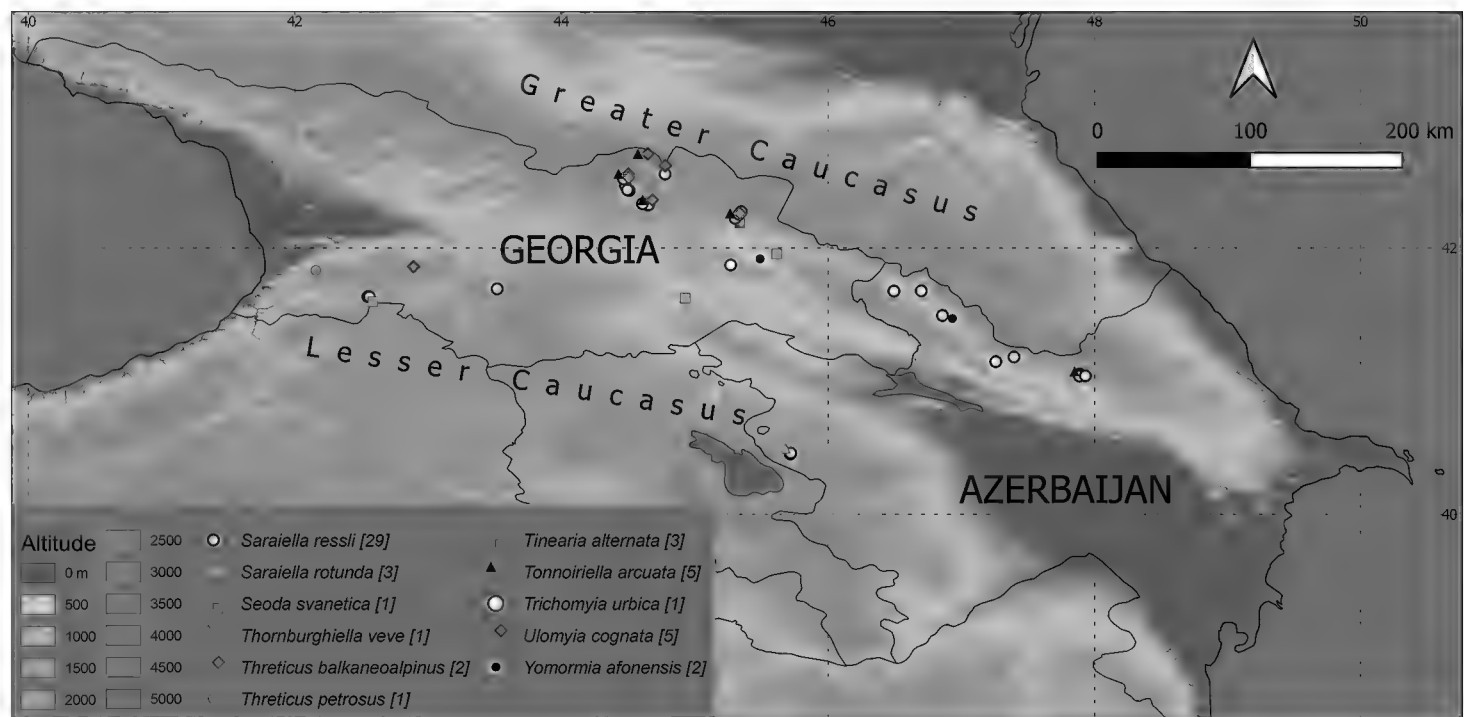 40 42 44 46 48 50
Greater Caucasus
0 100 200 km
GEORGIA
42
Lesser Caucasus
AZERBAIJAN
40
Altitude
0 m
500
1000
1500
2000
2500
3000
3500
4000
4500
5000
Saraiella ressli [29]
Saraiella rotunda [3]
Seoda svanetica [1]
Thornburghiella veve [1]
Threticus balkaneoalpinus [2]
Threticus petrosus [1]
Tinearia alternata [3]
Tonnoiriella arcuata [5]
Trichomyia urbica [1]
Ulomyia cognata [5]
Yomormia afonensis [2]